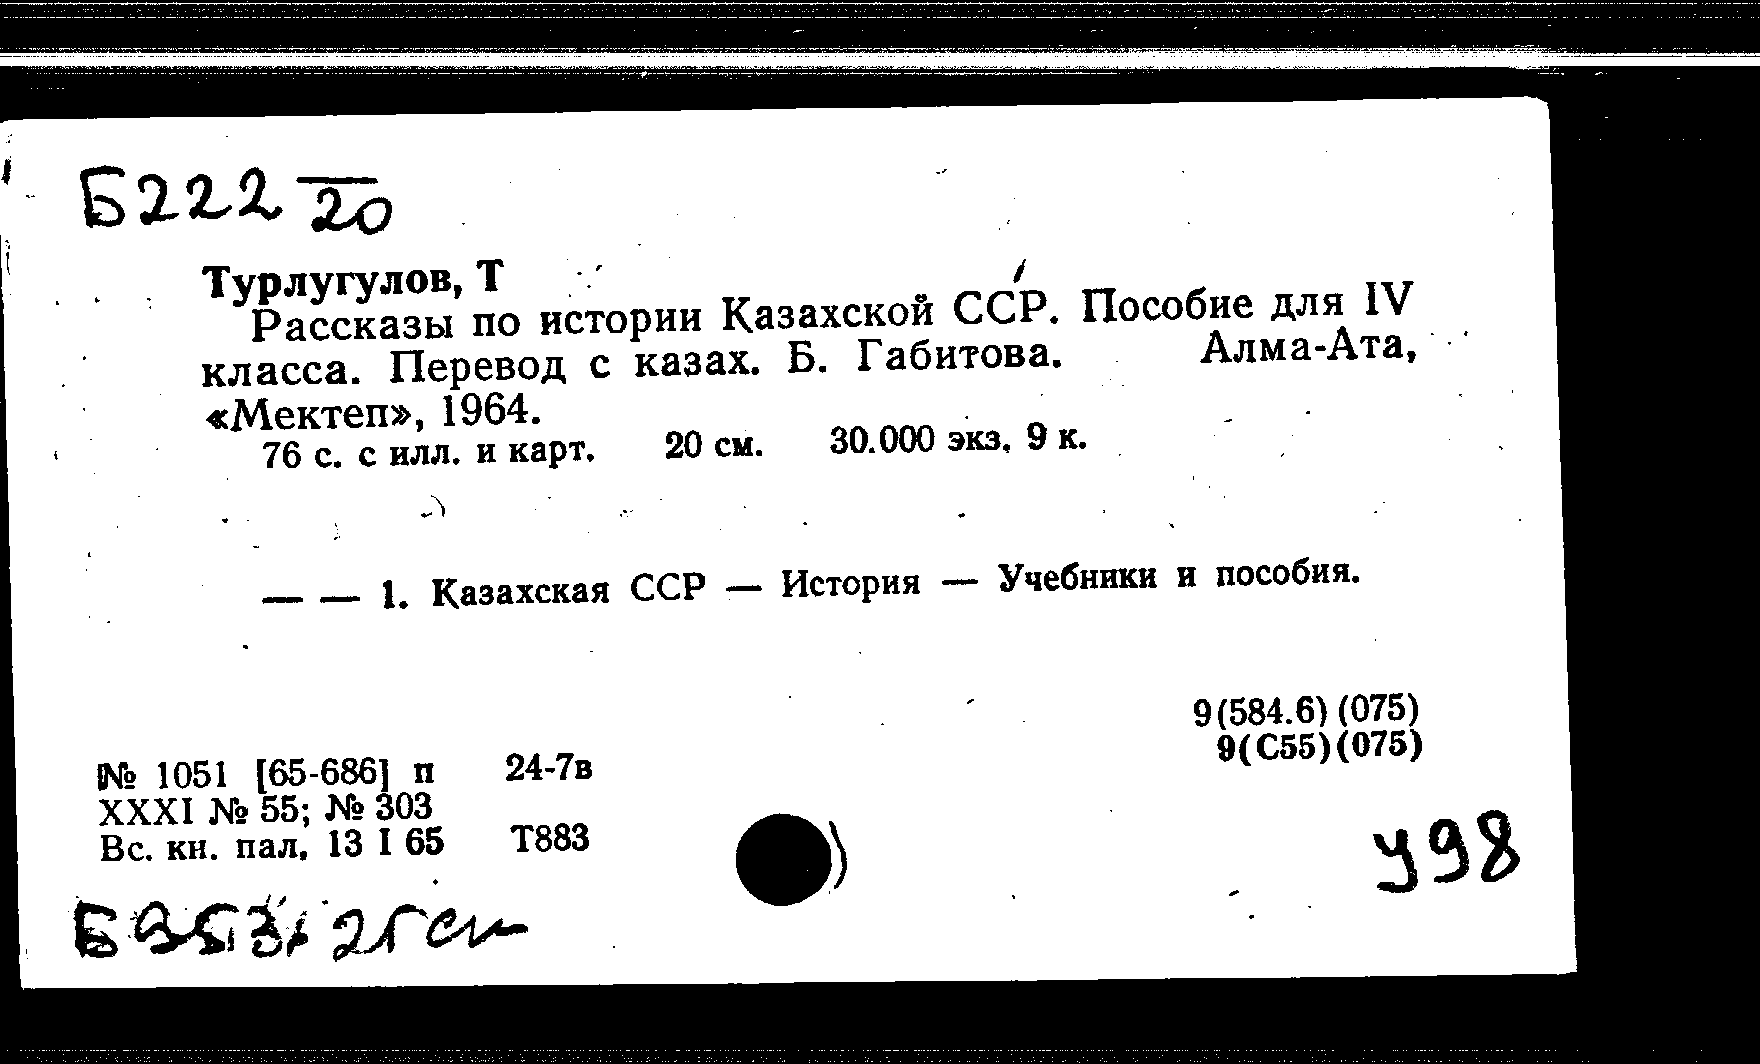 Б222 20
Турлугулов, Т
Рассказы по истории Казахской ССР. Пособие для IV
класса. Перевод с казах. Б. Габитова. Алма-Ата,
«Мектеп», 1964.
76 с. с илл. и карт. 20 см. 30.000 экз. 9 к.
— — 1. Казахская ССР — История — Учебники и пособия.
9(584.6) (075)
9(С55) (075)
№ 1051 [65-686] п 24-7в
XXXI № 55; № 303
Вс. кн. пал. 13 I 65 Т883
У98